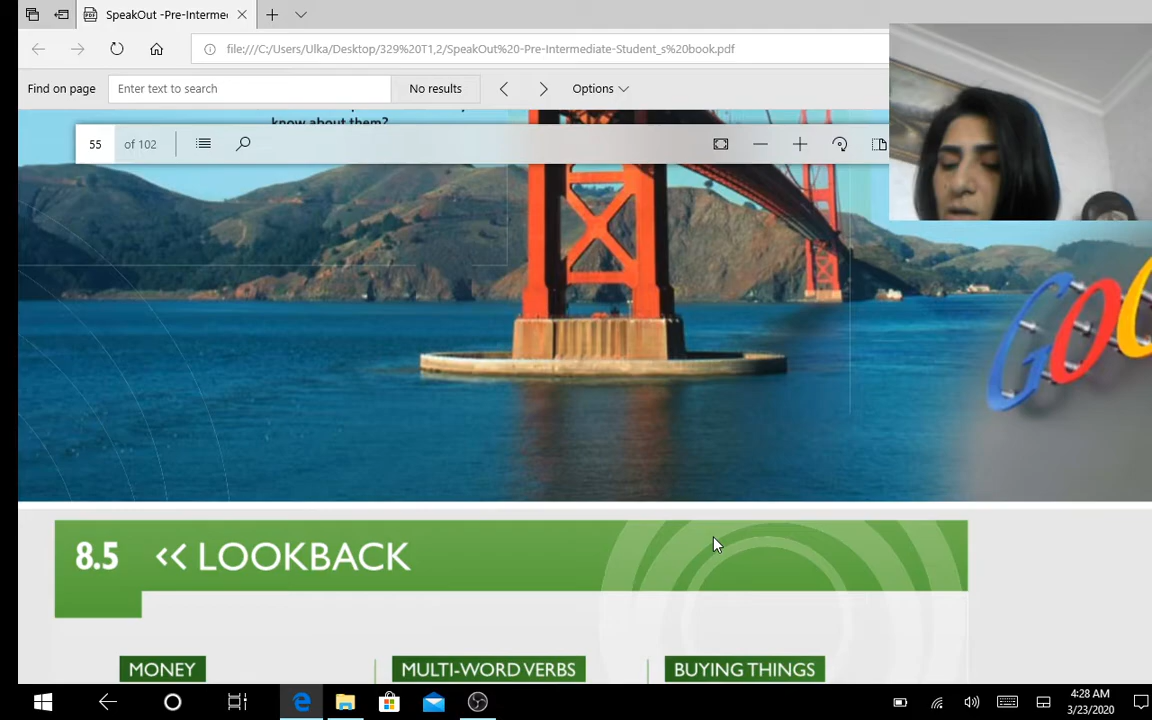 SpeakOut -Pre-Interme
file:///C:/Users/Ulka/Desktop/329%20T1,2/SpeakOut%20-Pre-Intermediate-Student_s%20book.pdf
Find on page
Enter text to search
No results
Options
know about them?
55
of 102
8.5 << LOOKBACK
MONEY
MULTI-WORD VERBS
BUYING THINGS
4:28 AM
3/23/2020